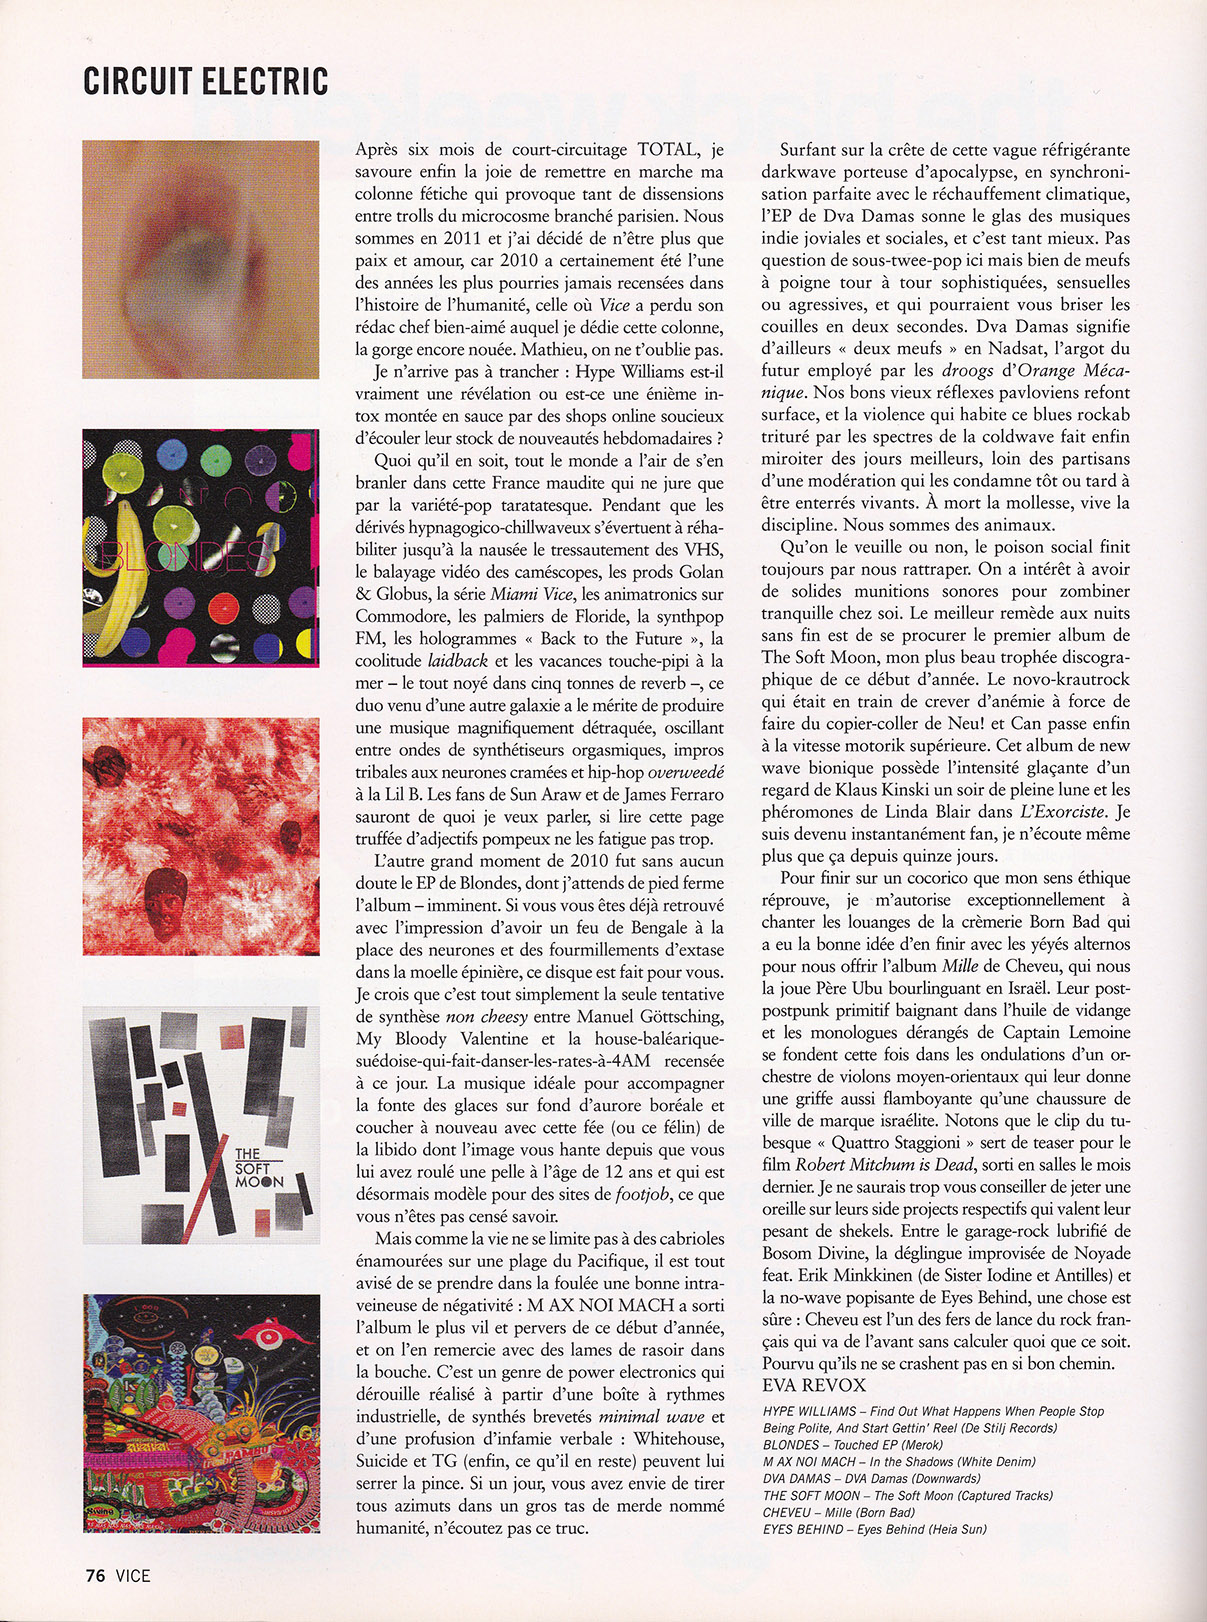 CIRCUIT ELECTRIC
Après six mois de court-circuitage TOTAL, je
savoure enfin la joie de remettre en marche ma
colonne fétiche qui provoque tant de dissensions
entre trolls du microcosme branché parisien. Nous
sommes en 2011 et j'ai décidé de n'être plus que
paix et amour, car 2010 a certainement été l'une
des années les plus pourries jamais recensées dans
l'histoire de l'humanité, celle où Vice a perdu son
rédac chef bien-aimé auquel je dédie cette colonne,
la gorge encore nouée. Mathieu, on ne t'oublie pas.
Je n'arrive pas à trancher : Hype Williams est-il
vraiment une révélation ou est-ce une énième in-
tox montée en sauce par des shops online soucieux
d'écouler leur stock de nouveautés hebdomadaires ?
Quoi qu'il en soit, tout le monde a l'air de s'en
branler dans cette France maudite qui ne jure que
par la variété-pop taratatesque. Pendant que les
dérivés hypnagogico-chillwaveux s'évertuent à réha-
biliter jusqu'à la nausée le tressautement des VHS,
le balayage vidéo des caméscopes, les prods Golan
& Globus, la série Miami Vice, les animatronics sur
Commodore, les palmiers de Floride, la synthpop
FM, les hologrammes « Back to the Future », la
coolitude laidback et les vacances touche-pipi à la
mer – le tout noyé dans cinq tonnes de reverb –, ce
duo venu d'une autre galaxie a le mérite de produire
une musique magnifiquement détraquée, oscillant
entre ondes de synthétiseurs orgasmiques, impros
tribales aux neurones cramées et hip-hop overweedé
à la Lil B. Les fans de Sun Araw et de James Ferraro
sauront de quoi je veux parler, si lire cette page
truffée d'adjectifs pompeux ne les fatigue pas trop.
L'autre grand moment de 2010 fut sans aucun
doute le EP de Blondes, dont j'attends de pied ferme
l'album – imminent. Si vous vous êtes déjà retrouvé
avec l'impression d'avoir un feu de Bengale à la
place des neurones et des fourmillements d'extase
dans la moelle épinière, ce disque est fait pour vous.
Je crois que c'est tout simplement la seule tentative
de synthèse non cheesy entre Manuel Göttsching,
My Bloody Valentine et la house-baléarique-
suédoise-qui-fait-danser-les-rates-à-4AM recensée
à ce jour. La musique idéale pour accompagner
la fonte des glaces sur fond d'aurore boréale et
coucher à nouveau avec cette fée (ou ce félin) de
la libido dont l'image vous hante depuis que vous
lui avez roulé une pelle à l'âge de 12 ans et qui est
désormais modèle pour des sites de footjob, ce que
vous n'êtes pas censé savoir.
Mais comme la vie ne se limite pas à des cabrioles
énamourées sur une plage du Pacifique, il est tout
avisé de se prendre dans la foulée une bonne intra-
veineuse de négativité : M AX NOI MACH a sorti
l'album le plus vil et pervers de ce début d'année,
et on l'en remercie avec des lames de rasoir dans
la bouche. C'est un genre de power electronics qui
dérouille réalisé à partir d'une boîte à rythmes
industrielle, de synthés brevetés minimal wave et
d'une profusion d'infamie verbale : Whitehouse,
Suicide et TG (enfin, ce qu'il en reste) peuvent lui
serrer la pince. Si un jour, vous avez envie de tirer
tous azimuts dans un gros tas de merde nommé
humanité, n'écoutez pas ce truc.
Surfant sur la crête de cette vague réfrigérante
darkwave porteuse d'apocalypse, en synchroni-
sation parfaite avec le réchauffement climatique,
l'EP de Dva Damas sonne le glas des musiques
indie joviales et sociales, et c'est tant mieux. Pas
question de sous-twee-pop ici mais bien de meufs
à poigne tour à tour sophistiquées, sensuelles
ou agressives, et qui pourraient vous briser les
couilles en deux secondes. Dva Damas signifie
d'ailleurs « deux meufs » en Nadsat, l'argot du
futur employé par les droogs d'Orange Méca-
nique. Nos bons vieux réflexes pavloviens refont
surface, et la violence qui habite ce blues rockab
trituré par les spectres de la coldwave fait enfin
miroiter des jours meilleurs, loin des partisans
d'une modération qui les condamne tôt ou tard à
être enterrés vivants. À mort la mollesse, vive la
discipline. Nous sommes des animaux.
Qu'on le veuille ou non, le poison social finit
toujours par nous rattraper. On a intérêt à avoir
de solides munitions sonores pour zombiner
tranquille chez soi. Le meilleur remède aux nuits
sans fin est de se procurer le premier album de
The Soft Moon, mon plus beau trophée discogra-
phique de ce début d'année. Le novo-krautrock
qui était en train de crever d'anémie à force de
faire du copier-coller de Neu! et Can passe enfin
à la vitesse motorik supérieure. Cet album de new
wave bionique possède l'intensité glaçante d'un
regard de Klaus Kinski un soir de pleine lune et les
phéromones de Linda Blair dans L'Exorciste. Je
suis devenu instantanément fan, je n'écoute même
plus que ça depuis quinze jours.
Pour finir sur un cocorico que mon sens éthique
réprouve, je m'autorise exceptionnellement à
chanter les louanges de la crèmerie Born Bad qui
a eu la bonne idée d'en finir avec les yéyés alternos
pour nous offrir l'album Mille de Cheveu, qui nous
la joue Père Ubu bourlinguant en Israël. Leur post-
postpunk primitif baignant dans l'huile de vidange
et les monologues dérangés de Captain Lemoine
se fondent cette fois dans les ondulations d'un or-
chestre de violons moyen-orientaux qui leur donne
une griffe aussi flamboyante qu'une chaussure de
ville de marque israélite. Notons que le clip du tu-
besque « Quattro Staggioni » sert de teaser pour le
film Robert Mitchum is Dead, sorti en salles le mois
dernier. Je ne saurais trop vous conseiller de jeter une
oreille sur leurs side projects respectifs qui valent leur
pesant de shekels. Entre le garage-rock lubrifié de
Bosom Divine, la déglingue improvisée de Noyade
feat. Erik Minkkinen (de Sister Iodine et Antilles) et
la no-wave popisante de Eyes Behind, une chose est
sûre : Cheveu est l'un des fers de lance du rock fran-
çais qui va de l'avant sans calculer quoi que ce soit.
Pourvu qu'ils ne se crashent pas en si bon chemin.
EVA REVOX
HYPE WILLIAMS – Find Out What Happens When People Stop
Being Polite, And Start Gettin' Reel (De Stilj Records)
BLONDES – Touched EP (Merok)
M AX NOI MACH – In the Shadows (White Denim)
DVA DAMAS – DVA Damas (Downwards)
THE SOFT MOON – The Soft Moon (Captured Tracks)
CHEVEU – Mille (Born Bad)
EYES BEHIND – Eyes Behind (Heia Sun)
BLONDES
THE
SOFT
MOON
76 VICE